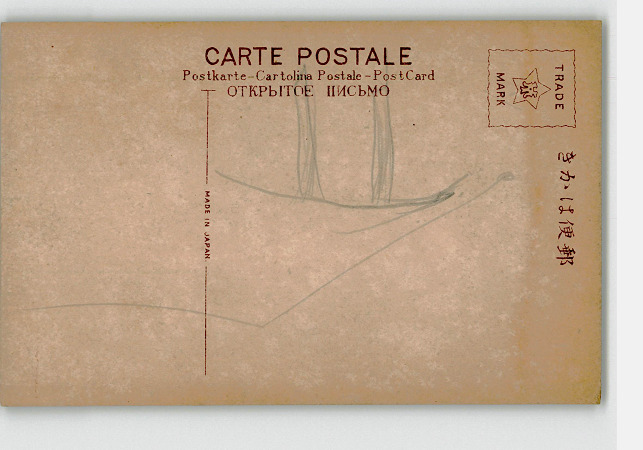 CARTE POSTALE
Postkarte-Cartolina Postale-PostCard
ОТКРЫТОЕ ПИСЬМО
TRADE
MARK
MADE IN JAPAN.
きかは便郵